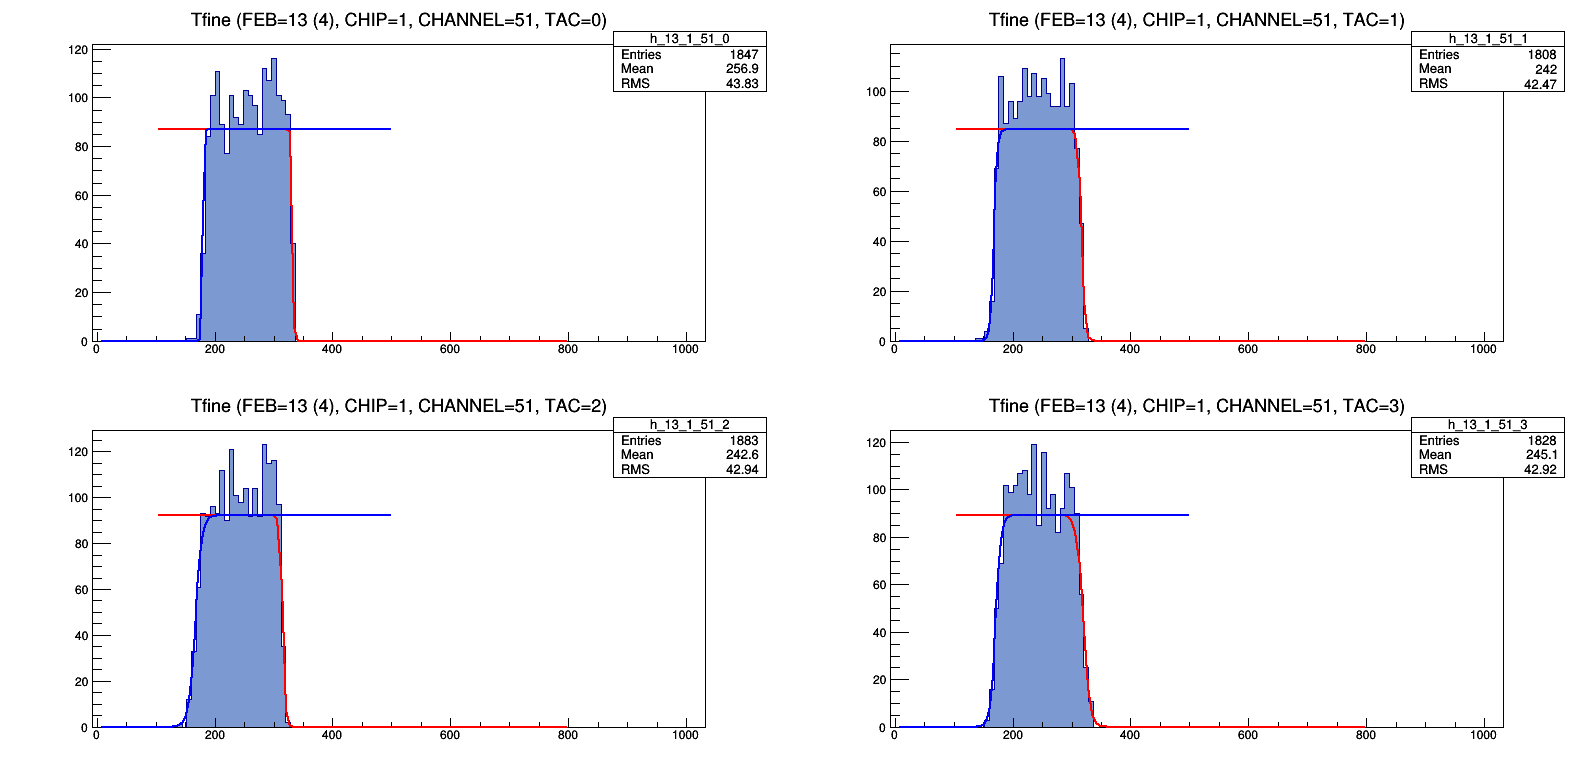 Tfine (FEB=13 (4), CHIP=1, CHANNEL=51, TAC=0)
h_13_1_51_0
Entries 1847
Mean 256.9
RMS 43.83
120
100
80
60
40
20
0
0 200 400 600 800 1000
Tfine (FEB=13 (4), CHIP=1, CHANNEL=51, TAC=1)
h_13_1_51_1
Entries 1808
Mean 242
RMS 42.47
100
80
60
40
20
0
0 200 400 600 800 1000
Tfine (FEB=13 (4), CHIP=1, CHANNEL=51, TAC=2)
h_13_1_51_2
Entries 1883
Mean 242.6
RMS 42.94
120
100
80
60
40
20
0
0 200 400 600 800 1000
Tfine (FEB=13 (4), CHIP=1, CHANNEL=51, TAC=3)
h_13_1_51_3
Entries 1828
Mean 245.1
RMS 42.92
120
100
80
60
40
20
0
0 200 400 600 800 1000